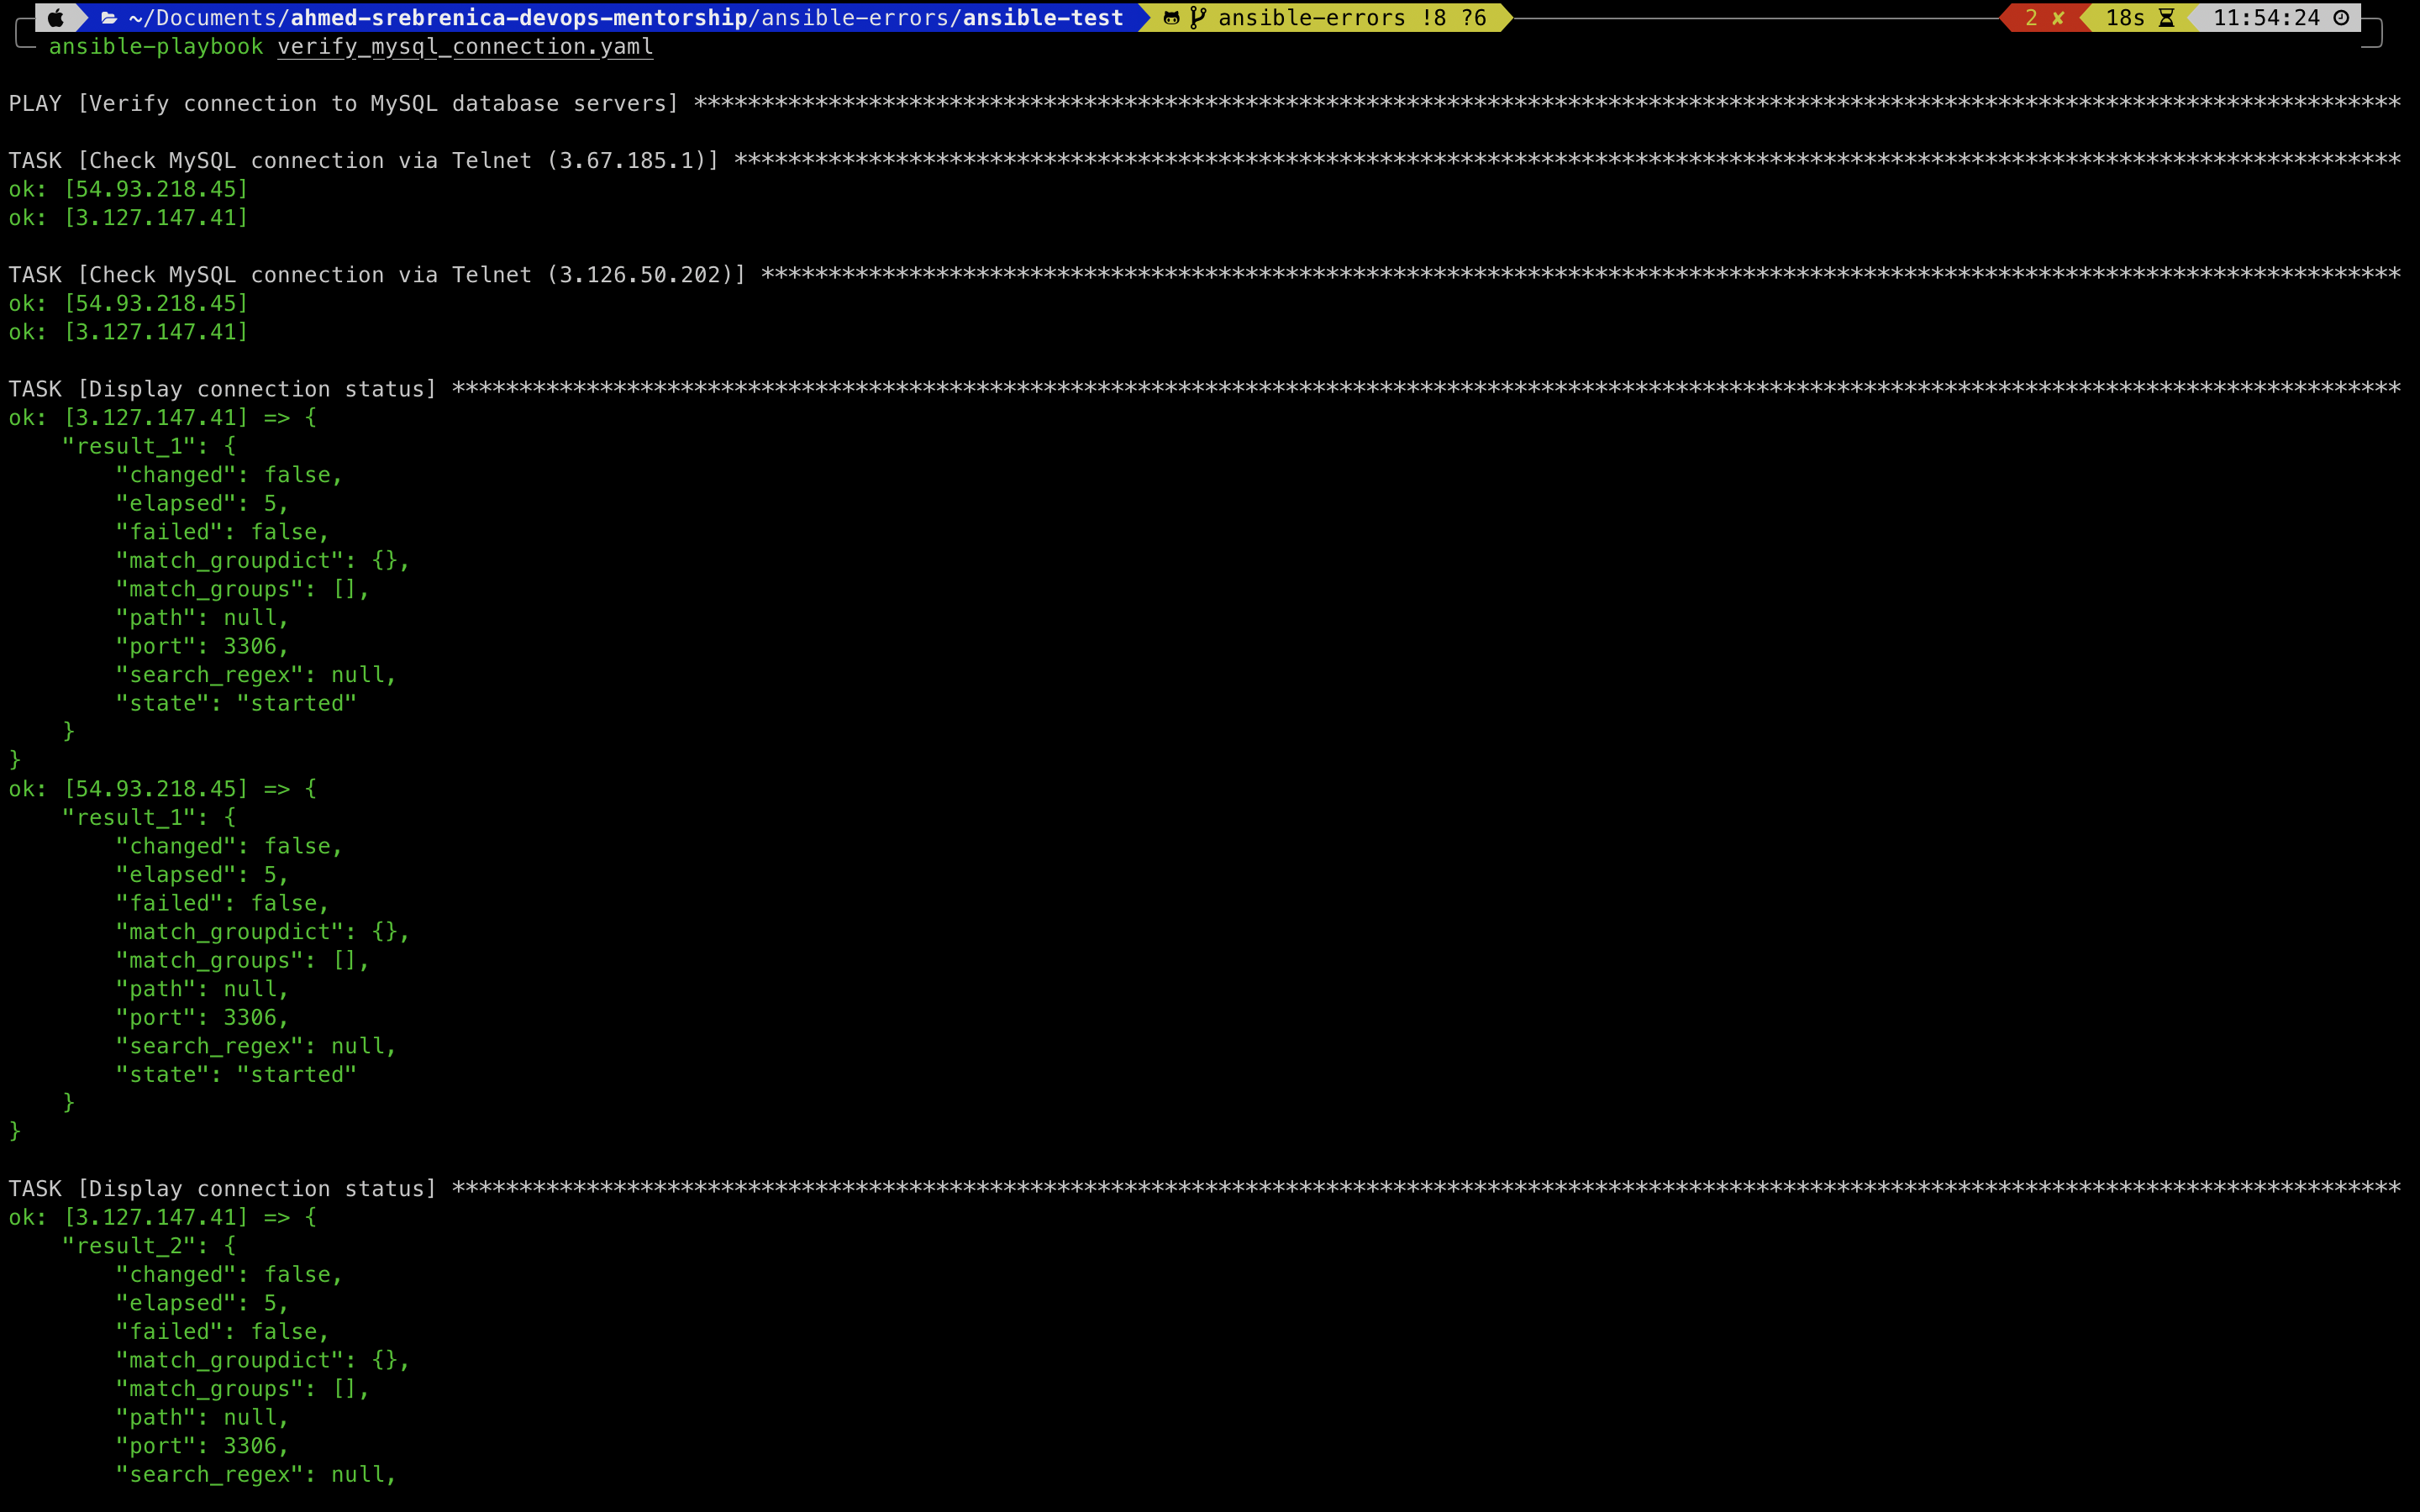 ~/Documents/ahmed-srebrenica-devops-mentorship/ansible-errors/ansible-test ansible-errors !8 ?6 2 ✘ 18s 11:54:24
ansible-playbook verify_mysql_connection.yaml
PLAY [Verify connection to MySQL database servers] *******************************************************************************************************************************
TASK [Check MySQL connection via Telnet (3.67.185.1)] ****************************************************************************************************************************
ok: [54.93.218.45]
ok: [3.127.147.41]
TASK [Check MySQL connection via Telnet (3.126.50.202)] **************************************************************************************************************************
ok: [54.93.218.45]
ok: [3.127.147.41]
TASK [Display connection status] *************************************************************************************************************************************************
ok: [3.127.147.41] => {
    "result_1": {
        "changed": false,
        "elapsed": 5,
        "failed": false,
        "match_groupdict": {},
        "match_groups": [],
        "path": null,
        "port": 3306,
        "search_regex": null,
        "state": "started"
    }
}
ok: [54.93.218.45] => {
    "result_1": {
        "changed": false,
        "elapsed": 5,
        "failed": false,
        "match_groupdict": {},
        "match_groups": [],
        "path": null,
        "port": 3306,
        "search_regex": null,
        "state": "started"
    }
}
TASK [Display connection status] *************************************************************************************************************************************************
ok: [3.127.147.41] => {
    "result_2": {
        "changed": false,
        "elapsed": 5,
        "failed": false,
        "match_groupdict": {},
        "match_groups": [],
        "path": null,
        "port": 3306,
        "search_regex": null,